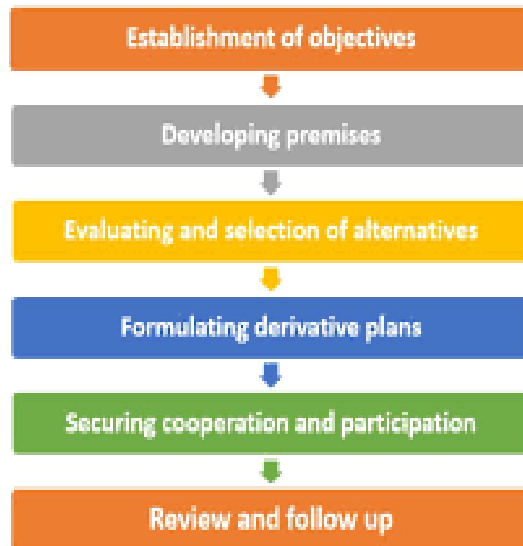 Establishment of objectives
Developing premises
Evaluating and selection of alternatives
Formulating derivative plans
Securing cooperation and participation
Review and follow up